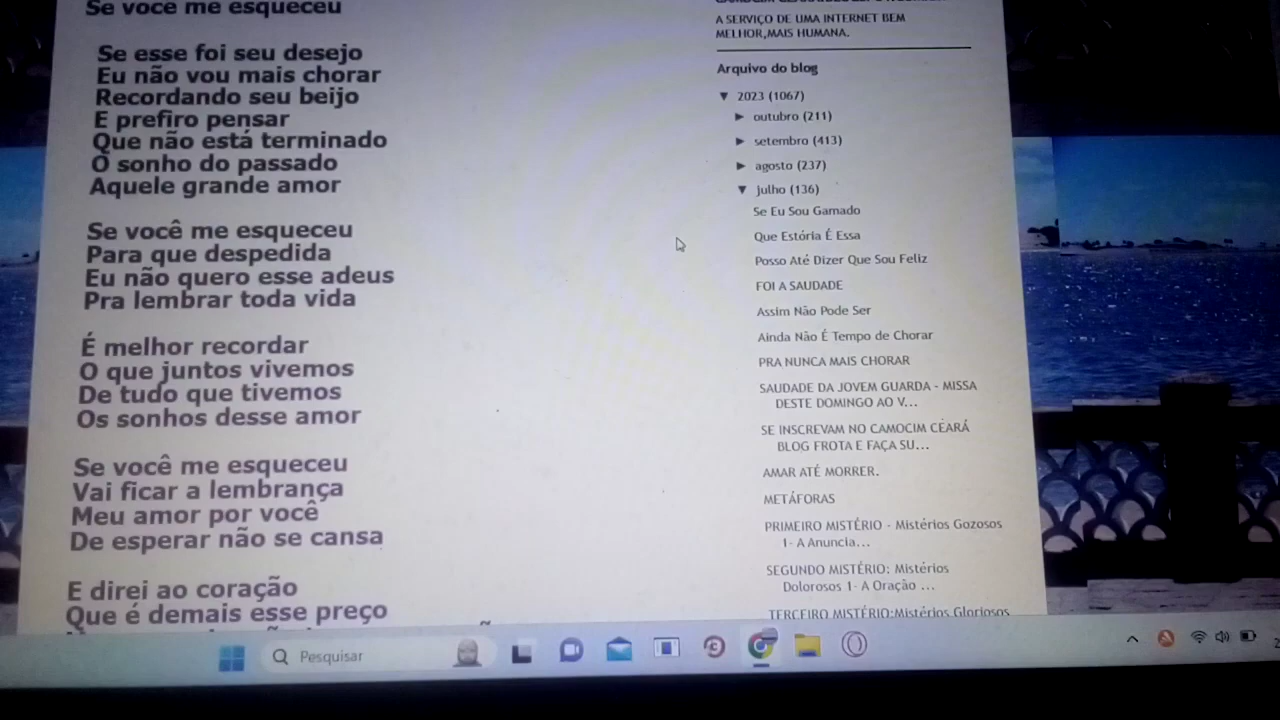 Se você me esqueceu
Se esse foi seu desejo
Eu não vou mais chorar
Recordando seu beijo
E prefiro pensar
Que não está terminado
O sonho do passado
Aquele grande amor
Se você me esqueceu
Para que despedida
Eu não quero esse adeus
Pra lembrar toda vida
É melhor recordar
O que juntos vivemos
De tudo que tivemos
Os sonhos desse amor
Se você me esqueceu
Vai ficar a lembrança
Meu amor por você
De esperar não se cansa
E direi ao coração
Que é demais esse preço
A SERVIÇO DE UMA INTERNET BEM
MELHOR,MAIS HUMANA.
Arquivo do blog
▼ 2023 (1067)
► outubro (211)
► setembro (413)
► agosto (237)
▼ julho (136)
Se Eu Sou Gamado
Que Estória É Essa
Posso Até Dizer Que Sou Feliz
FOI A SAUDADE
Assim Não Pode Ser
Ainda Não É Tempo de Chorar
PRA NUNCA MAIS CHORAR
SAUDADE DA JOVEM GUARDA - MISSA
DESTE DOMINGO AO V...
SE INSCREVAM NO CAMOCIM CEARÁ
BLOG FROTA E FAÇA SU...
AMAR ATÉ MORRER.
METÁFORAS
PRIMEIRO MISTÉRIO - Mistérios Gozosos
1- A Anuncia...
SEGUNDO MISTÉRIO: Mistérios
Dolorosos 1- A Oração ...
TERCEIRO MISTÉRIO:Mistérios Gloriosos
Pesquisar